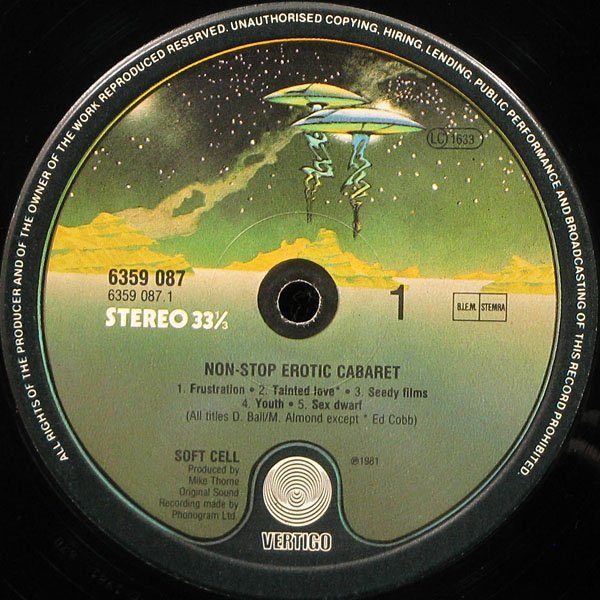 ALL RIGHTS OF THE PRODUCER AND OF THE OWNER OF THE WORK REPRODUCED RESERVED. UNAUTHORISED COPYING, HIRING, LENDING, PUBLIC PERFORMANCE AND BROADCASTING OF THIS RECORD PROHIBITED.
LC 1633
6359 087
6359 087.1
STEREO 33⅓
1
B.I.E.M. STEMRA
NON-STOP EROTIC CABARET
1. Frustration • 2. Tainted love* • 3. Seedy films
4. Youth • 5. Sex dwarf
(All titles D. Ball/M. Almond except * Ed Cobb)
SOFT CELL
Produced by
Mike Thorne
Original Sound
Recording made by
Phonogram Ltd.
℗1981
VERTIGO